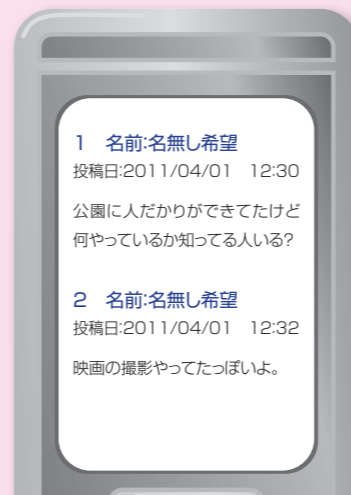 1　名前:名無し希望
投稿日:2011/04/01　12:30
公園に人だかりができてたけど
何やっているか知ってる人いる?
2　名前:名無し希望
投稿日:2011/04/01　12:32
映画の撮影やってたっぽいよ。